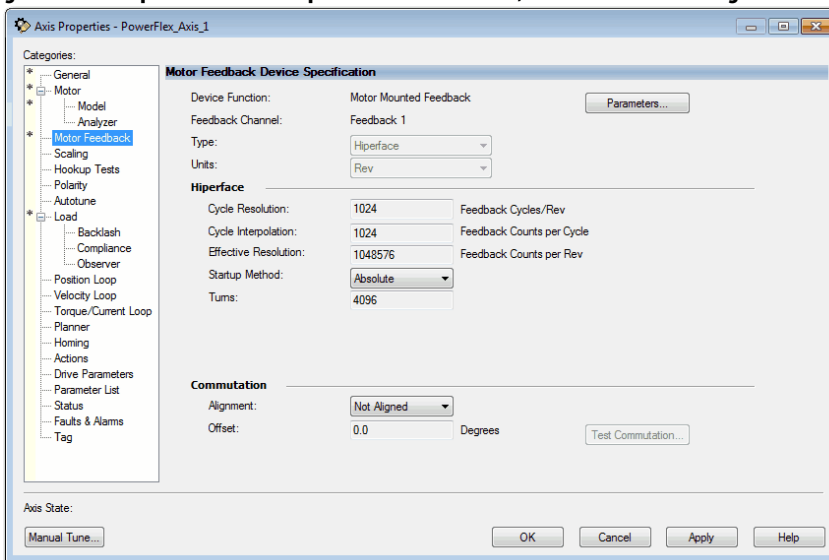 Axis Properties - PowerFlex_Axis_1
Categories:
* General
* Motor
* Model
Analyzer
* Motor Feedback
Scaling
Hookup Tests
Polarity
Autotune
* Load
Backlash
Compliance
Observer
Position Loop
Velocity Loop
Torque/Current Loop
Planner
Homing
Actions
Drive Parameters
Parameter List
Status
Faults & Alarms
Tag
Motor Feedback Device Specification
Device Function: Motor Mounted Feedback Parameters...
Feedback Channel: Feedback 1
Type: Hiperface
Units: Rev
Hiperface
Cycle Resolution: 1024 Feedback Cycles/Rev
Cycle Interpolation: 1024 Feedback Counts per Cycle
Effective Resolution: 1048576 Feedback Counts per Rev
Startup Method: Absolute
Turns: 4096
Commutation
Alignment: Not Aligned
Offset: 0.0 Degrees Test Commutation...
Axis State:
Manual Tune... OK Cancel Apply Help